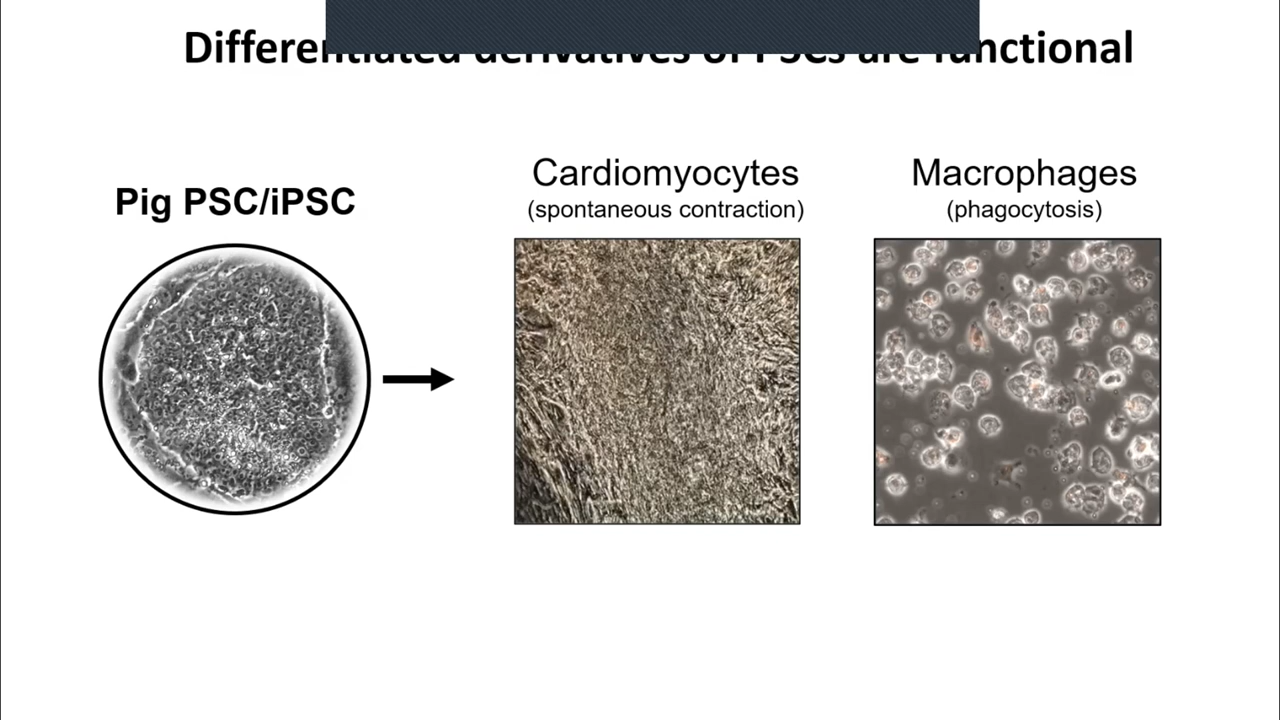 Differentiated derivatives of PSCs are functional
Pig PSC/iPSC
Cardiomyocytes
(spontaneous contraction)
Macrophages
(phagocytosis)